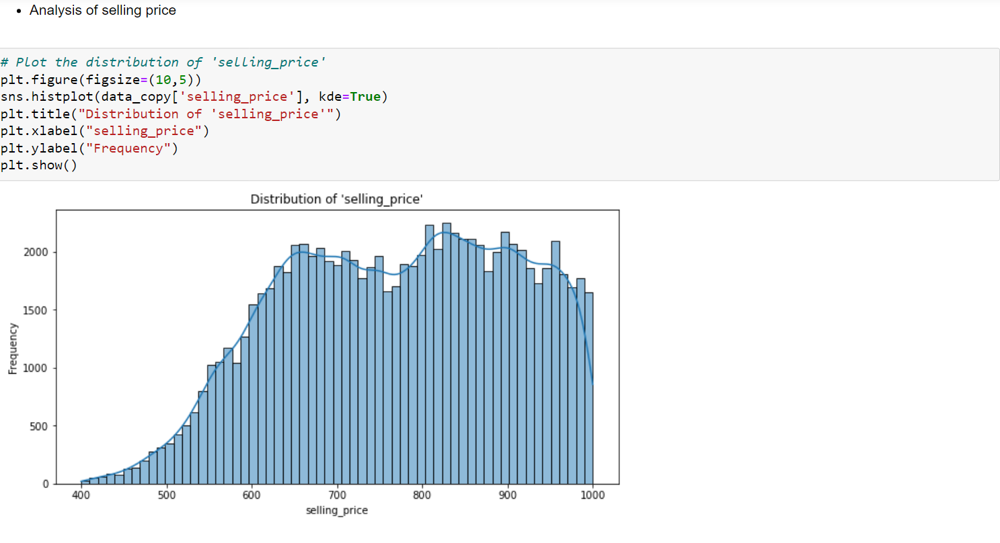 • Analysis of selling price
# Plot the distribution of 'selling_price'
plt.figure(figsize=(10,5))
sns.histplot(data_copy['selling_price'], kde=True)
plt.title("Distribution of 'selling_price'")
plt.xlabel("selling_price")
plt.ylabel("Frequency")
plt.show()
Distribution of 'selling_price'
Frequency
2000
1500
1000
500
0
400 500 600 700 800 900 1000
selling_price